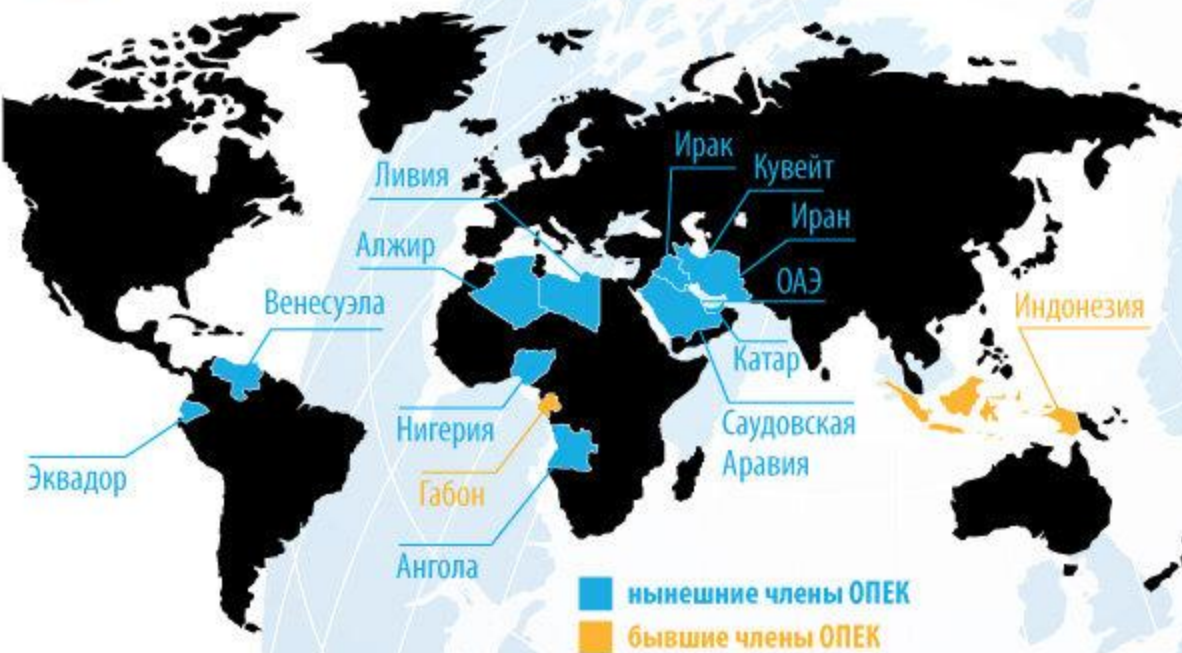 Ирак
Кувейт
Ливия
Иран
Алжир
ОАЭ
Венесуэла
Индонезия
Катар
Нигерия
Саудовская
Аравия
Эквадор
Габон
Ангола
нынешние члены ОПЕК
бывшие члены ОПЕК